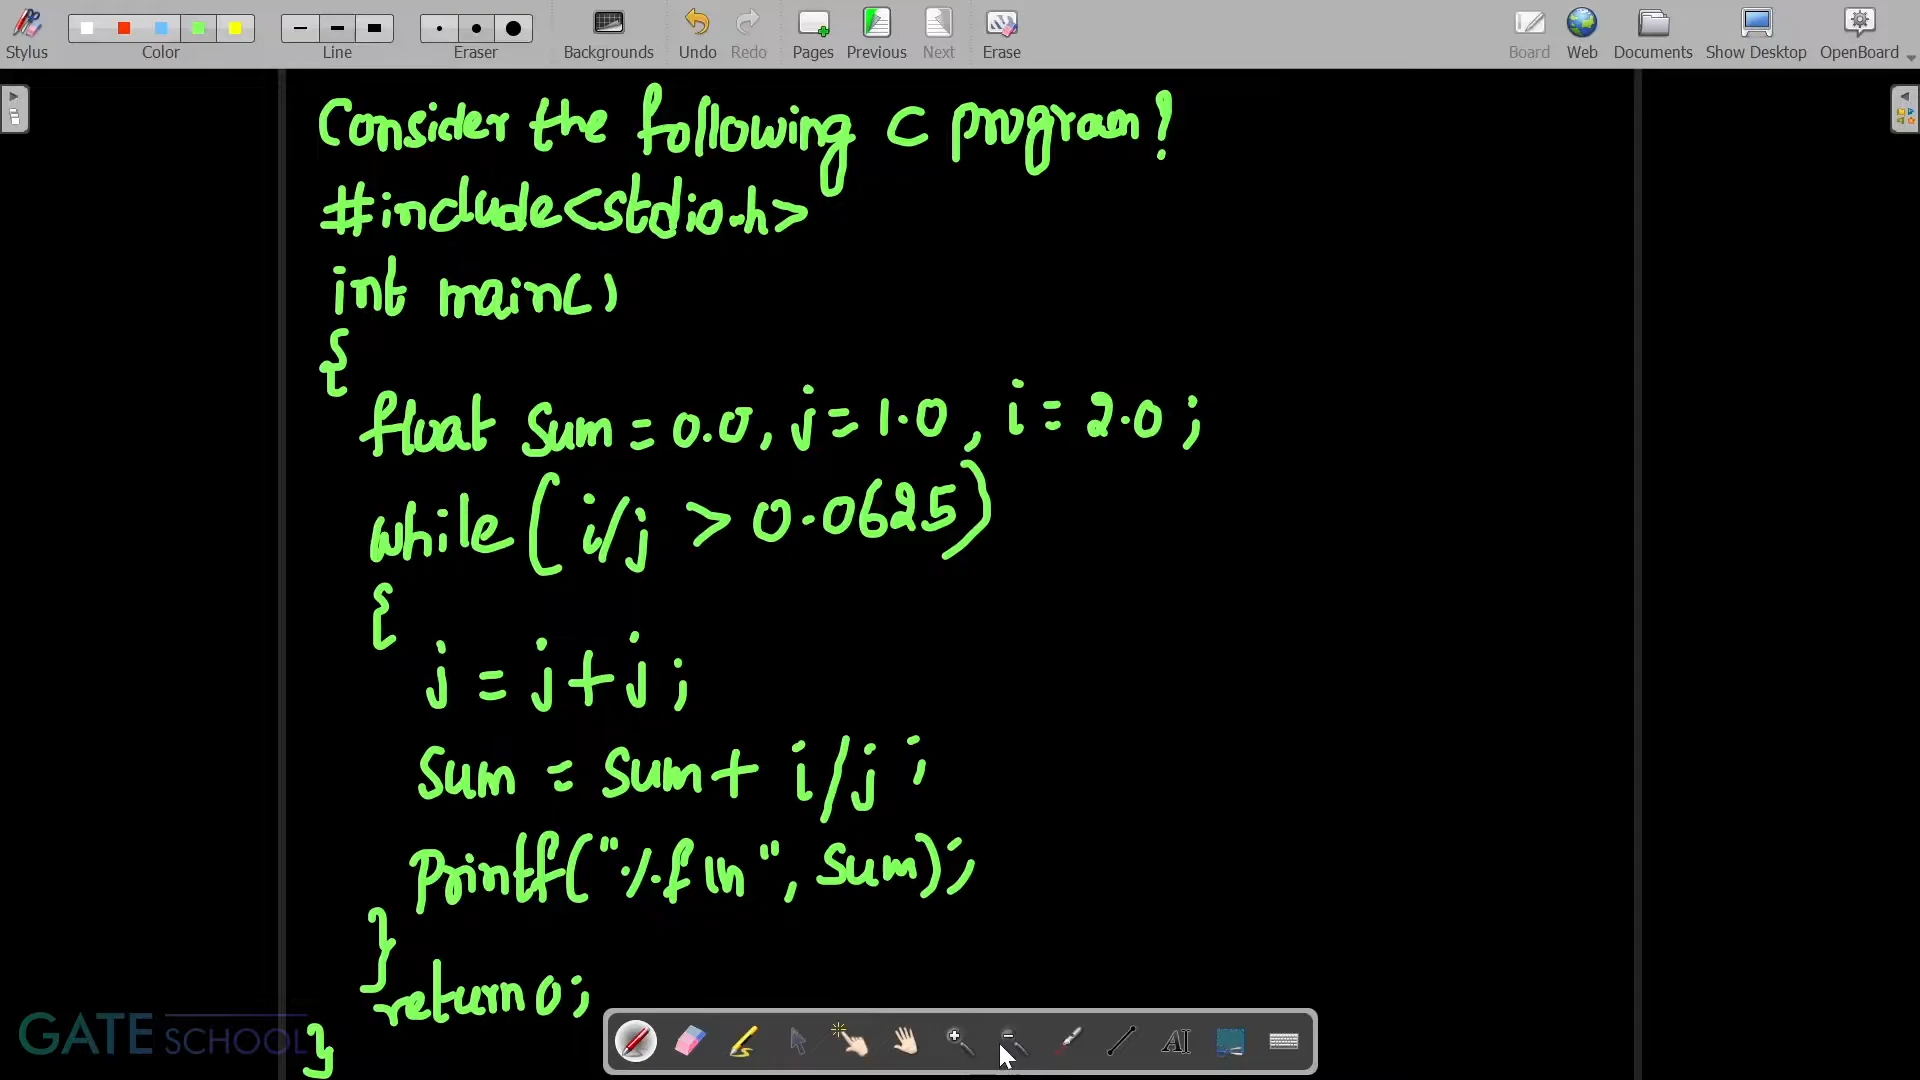 Stylus Color Line Eraser Backgrounds Undo Redo Pages Previous Next Erase Board Web Documents Show Desktop OpenBoard
Consider the following C program?
#include<stdio.h>
int main()
{
float sum = 0.0, j = 1.0, i = 2.0;
while ( i/j > 0.0625)
{
j = j+j;
sum = sum + i/j;
Printf("%f\n", sum);
}
return 0;
}
GATE SCHOOL
AI